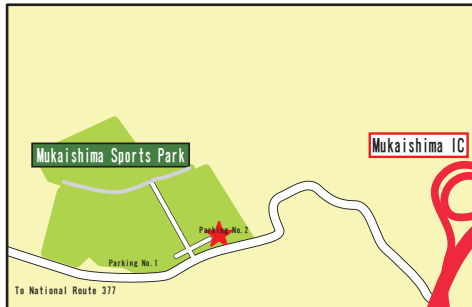 Mukaishima IC
Mukaishima Sports Park
Parking No.2
Parking No.1
To National Route 377